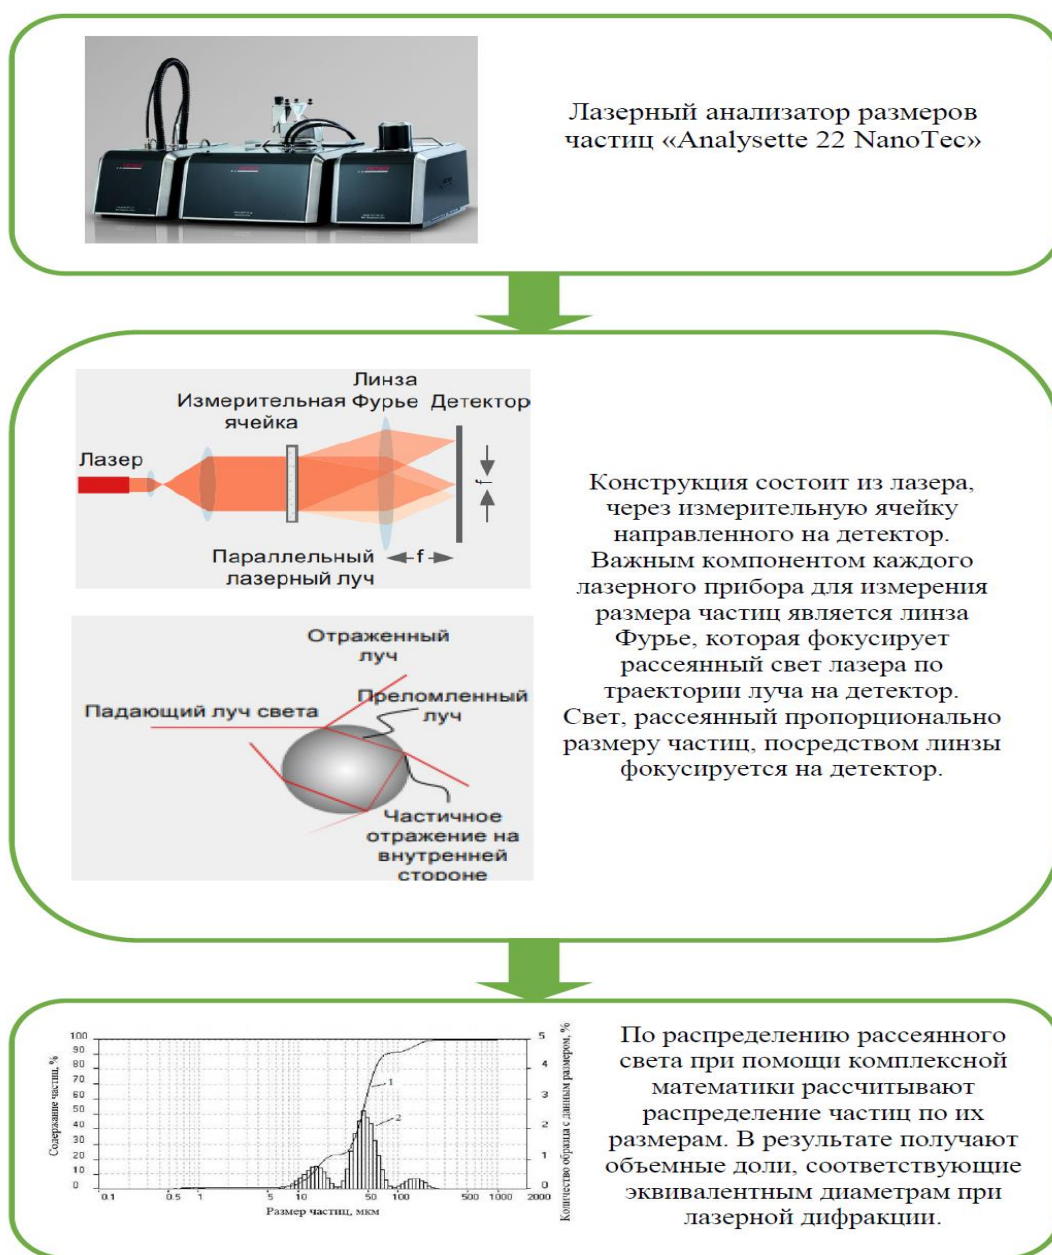 Лазерный анализатор размеров
частиц «Analysette 22 NanoTec»
Линза
Измерительная Фурье Детектор
ячейка
Лазер
f
Параллельный
лазерный луч
f
Конструкция состоит из лазера,
через измерительную ячейку
направленного на детектор.
Важным компонентом каждого
лазерного прибора для измерения
размера частиц является линза
Фурье, которая фокусирует
рассеянный свет лазера по
траектории луча на детектор.
Свет, рассеянный пропорционально
размеру частиц, посредством линзы
фокусируется на детектор.
Отраженный
луч
Преломленный
луч
Падающий луч света
Частичное
отражение на
внутренней
стороне
Содержание частиц, %
100
90
80
70
60
50
40
30
20
10
0
1
2
5
4
3
2
1
0
Количество образца с данным размером, %
0.1 0.5 1 5 10 50 100 500 1000 2000
Размер частиц, мкм
По распределению рассеянного
света при помощи комплексной
математики рассчитывают
распределение частиц по их
размерам. В результате получают
объемные доли, соответствующие
эквивалентным диаметрам при
лазерной дифракции.